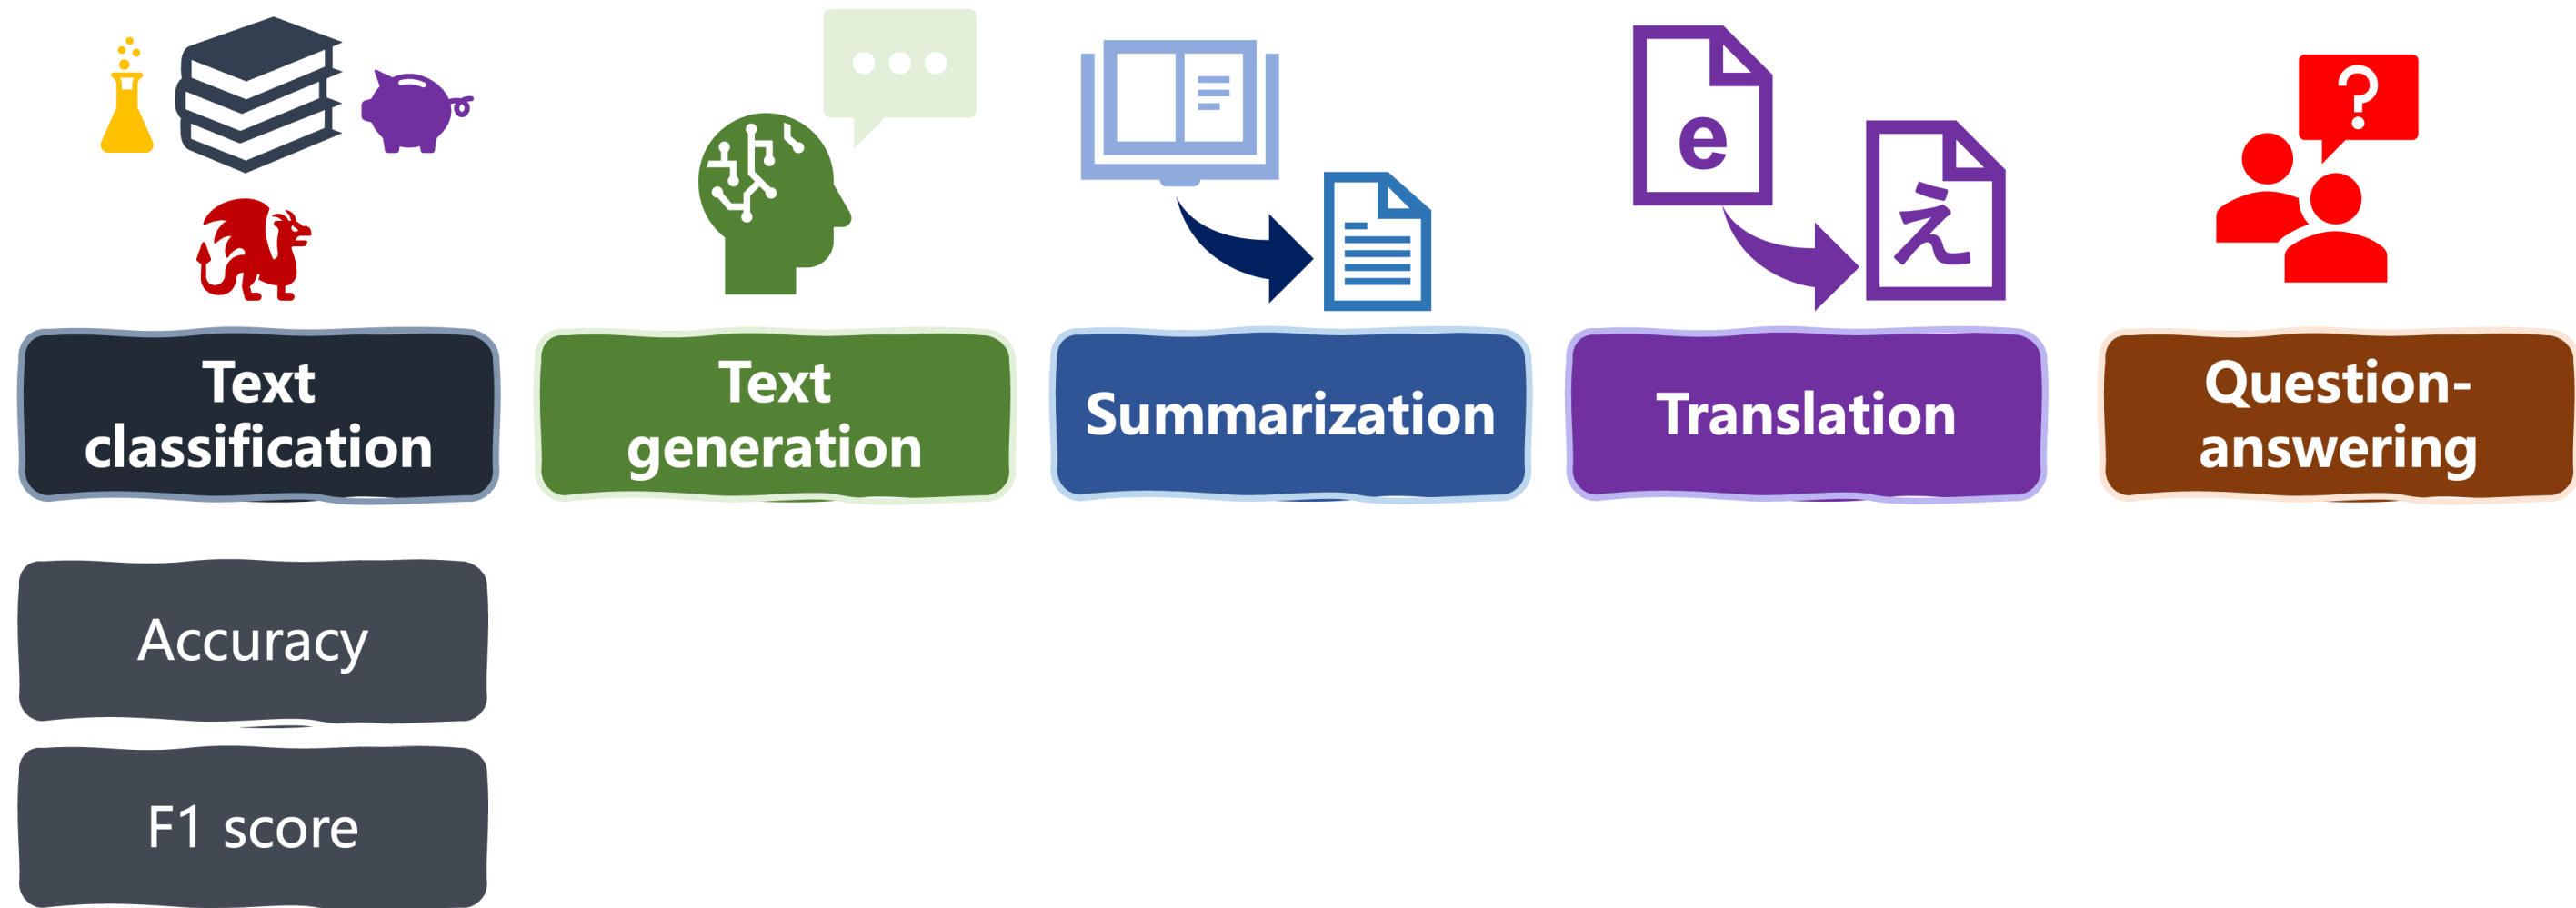 ?
e
え
Text
classification
Text
generation
Summarization
Translation
Question-
answering
Accuracy
F1 score